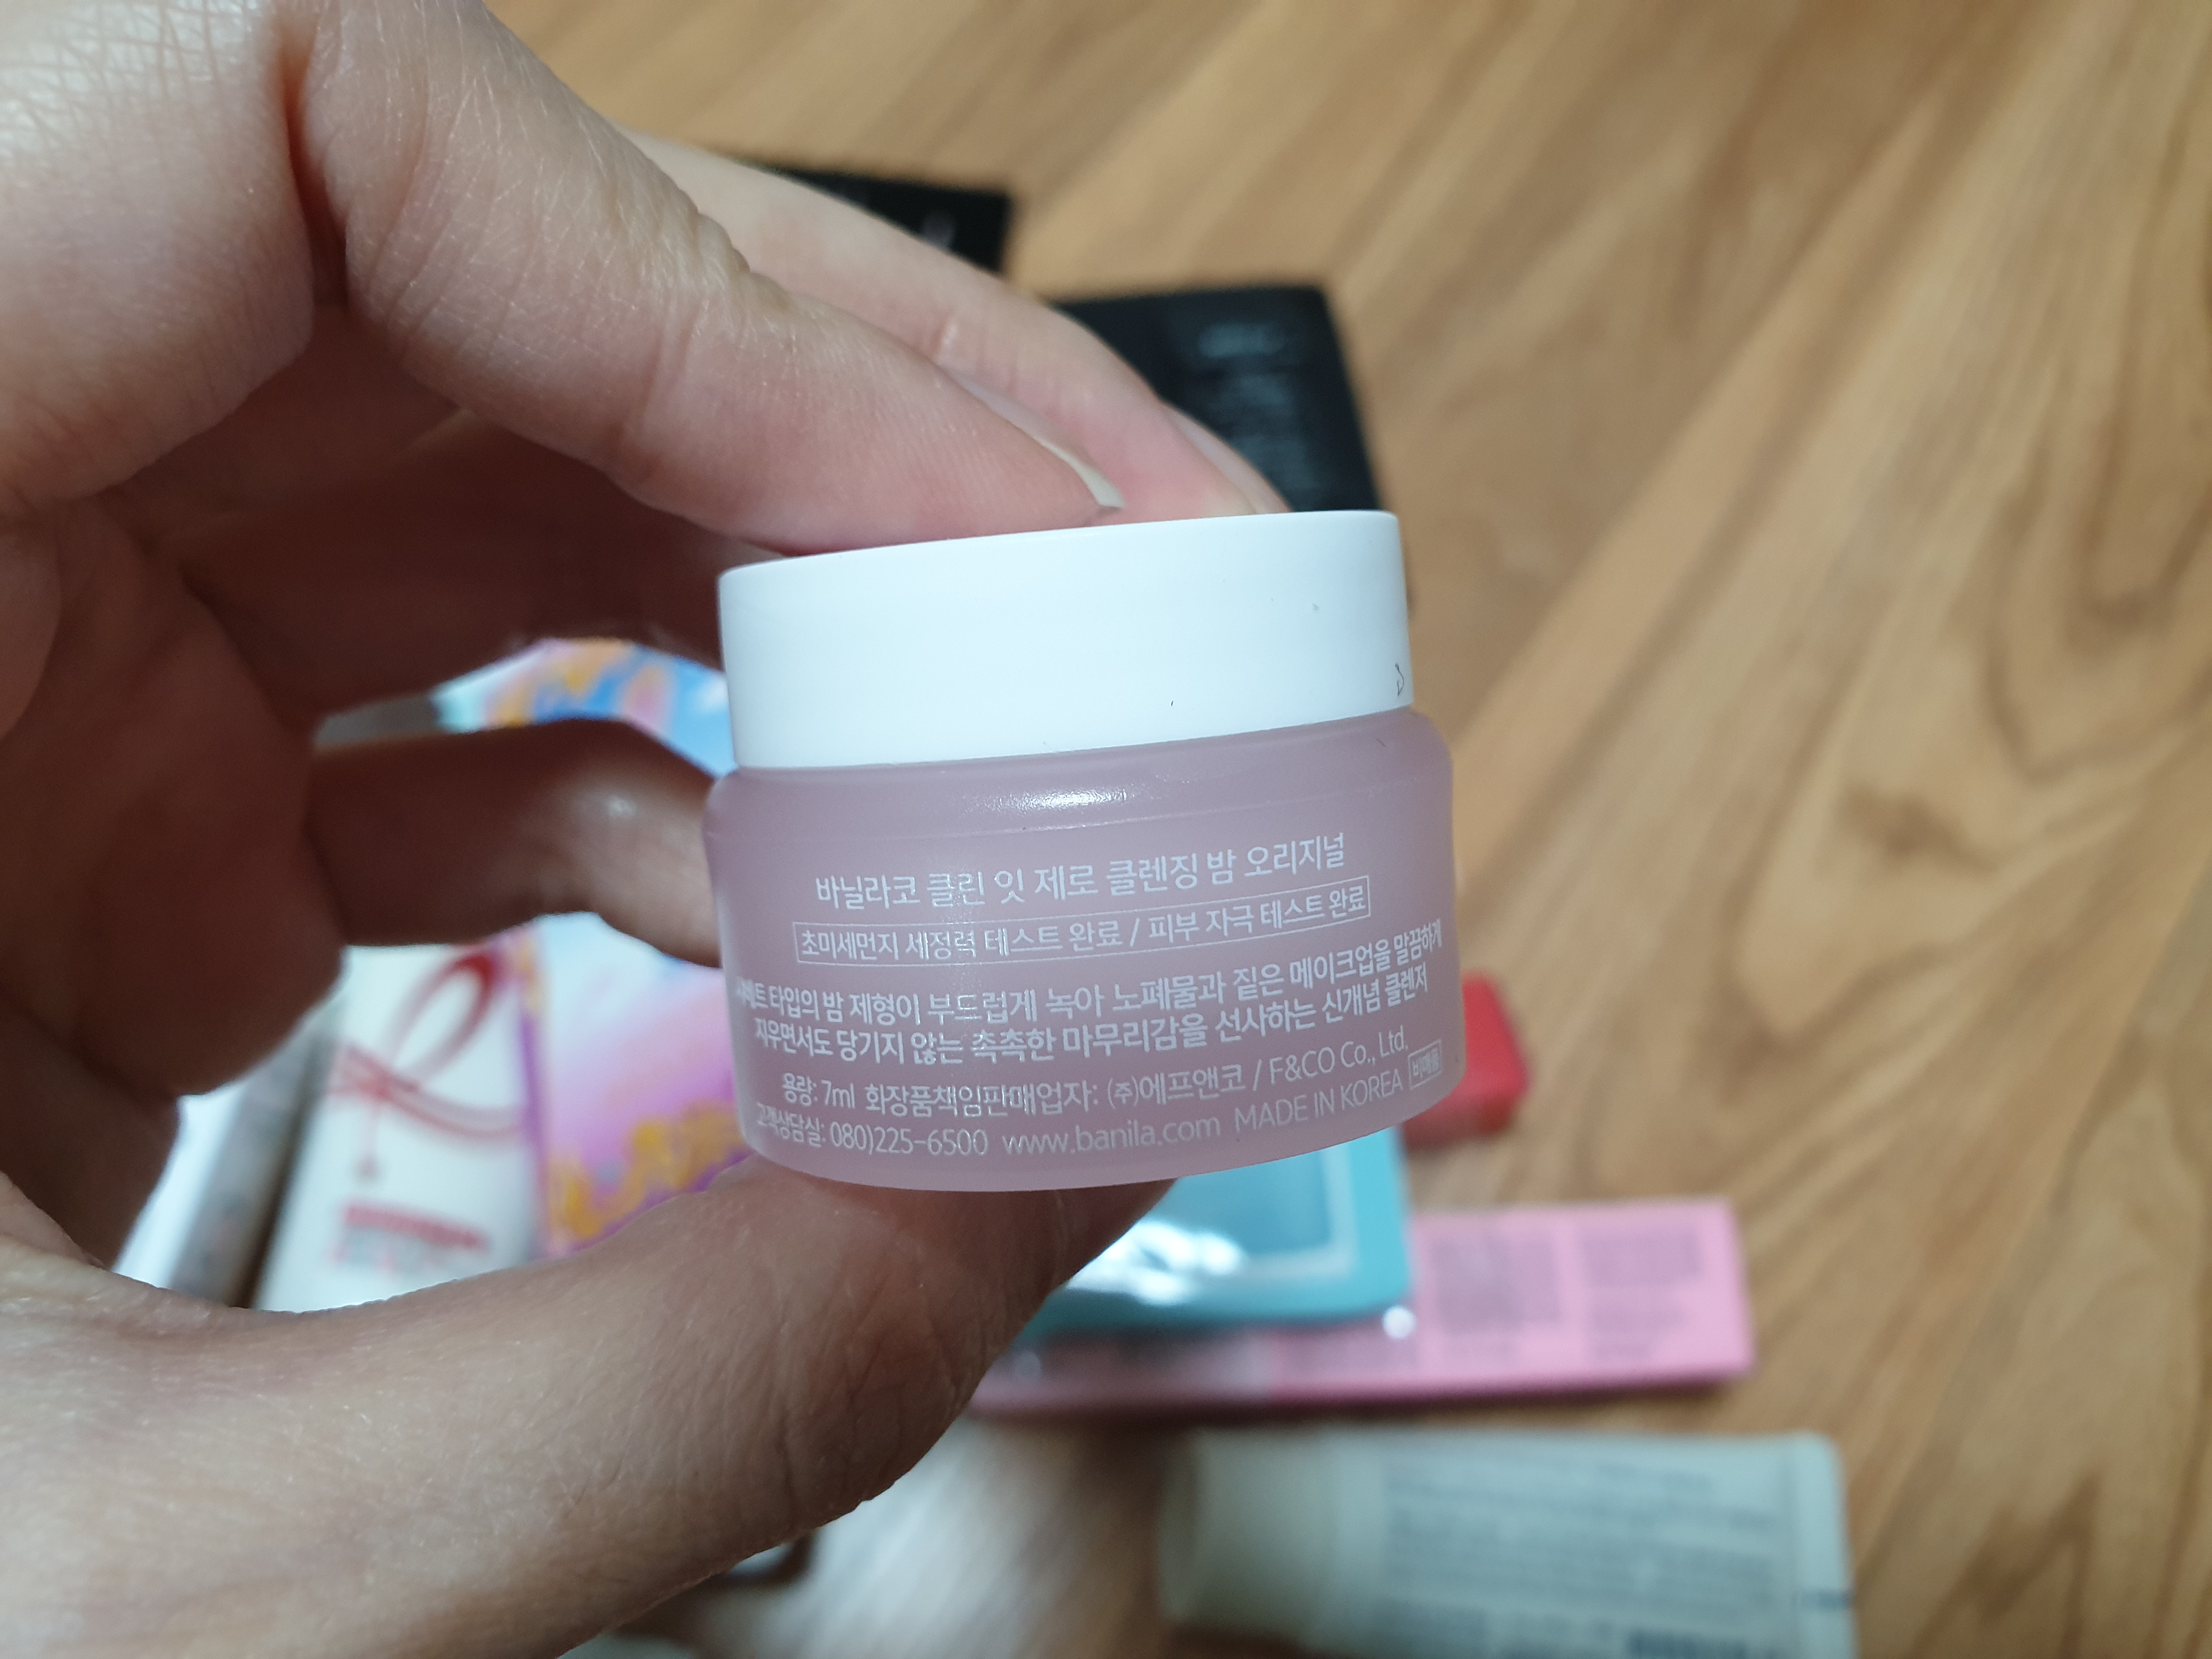 바닐라코 클린 잇 제로 클렌징 밤 오리지널
초미세먼지 세정력 테스트 완료 / 피부 자극 테스트 완료
타입의 밤 제형이 부드럽게 녹아 노폐물과 짙은 메이크업을 말끔하게
지우면서도 당기지 않는 촉촉한 마무리감을 선사하는 신개념 클렌저
용량: 7ml 화장품책임판매업자: (주)에프앤코 / F&CO Co., Ltd.
고객상담실: 080)225-6500 www.banila.com MADE IN KOREA 비매품